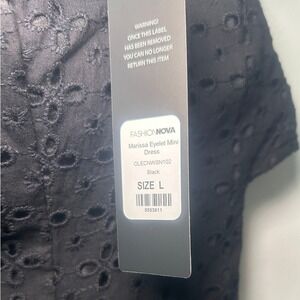 WARNING!
ONCE THIS LABEL
HAS BEEN REMOVED
YOU CAN NO LONGER
RETURN THIS ITEM
FASHIONNOVA
Marissa Eyelet Mini
Dress
CLECNWSN102
Black
SIZE L